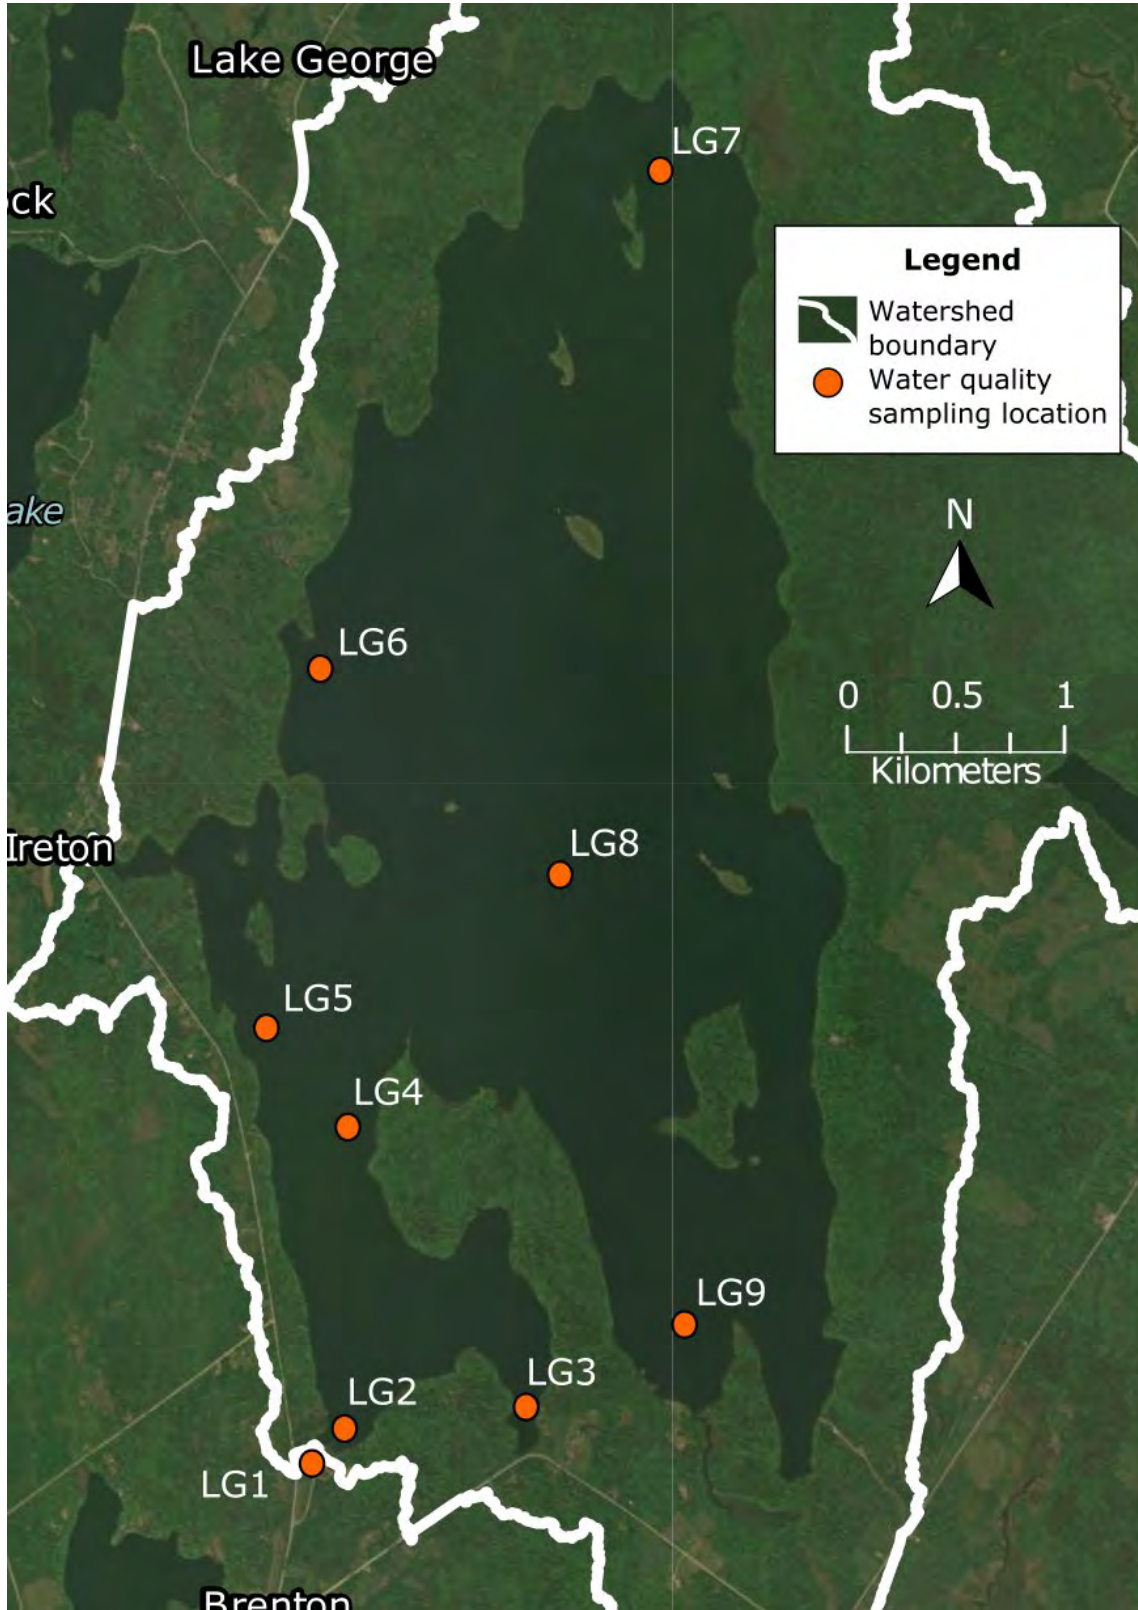 Lake George
LG7
ck
Legend
Watershed
boundary
Water quality
sampling location
ake
N
LG6
0 0.5 1
Kilometers
Ireton
LG8
LG5
LG4
LG9
LG3
LG2
LG1
Brenton